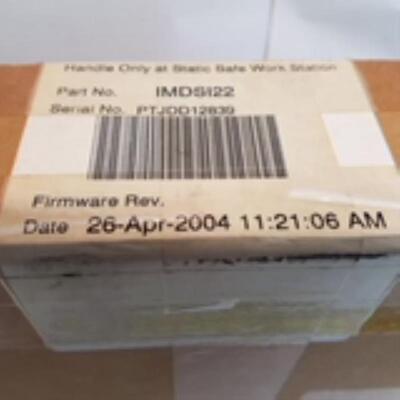 Handle Only at Static Safe Work Station
Part No. IMDSI22
Serial No. PTJDD12839
Firmware Rev.
Date 26-Apr-2004 11:21:06 AM